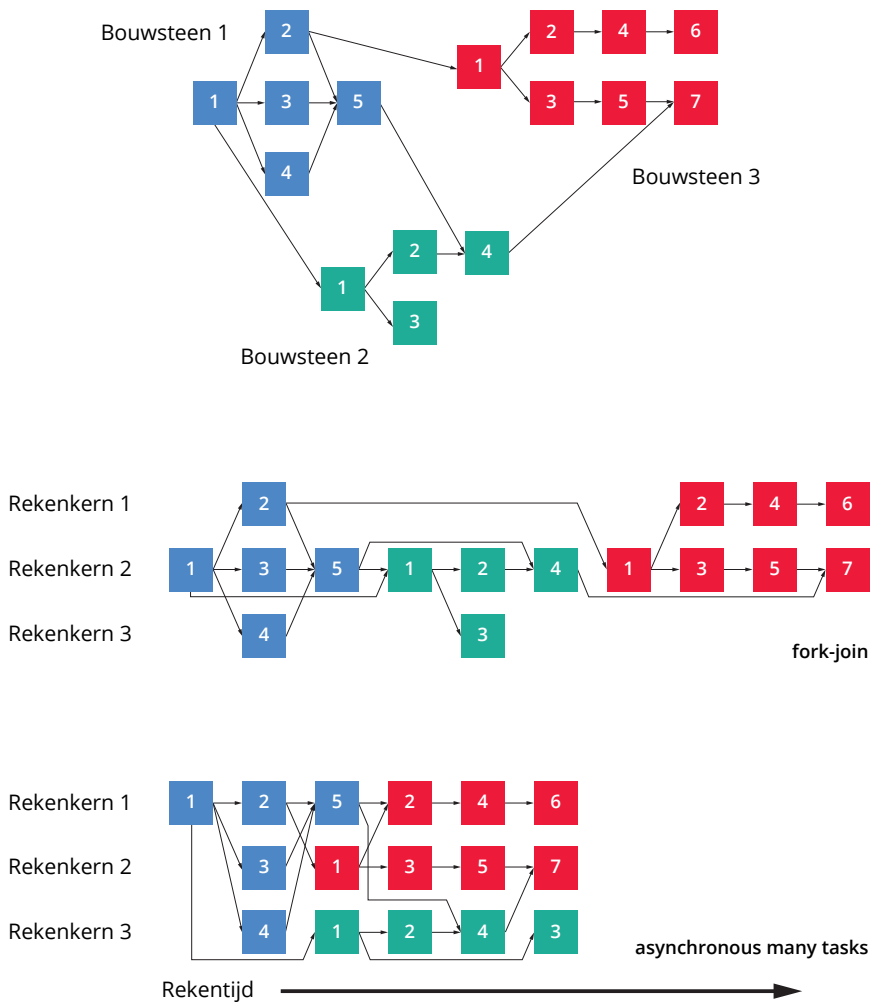 Bouwsteen 1
2 2 4 6
1
1 3 5 3 5 7
4
Bouwsteen 3
2 4
1
3
Bouwsteen 2
Rekenkern 1 2 2 4 6
Rekenkern 2 1 3 5 1 2 4 1 3 5 7
Rekenkern 3 4 3
fork-join
Rekenkern 1 1 2 5 2 4 6
Rekenkern 2 3 1 3 5 7
Rekenkern 3 4 1 2 4 3
asynchronous many tasks
Rekentijd